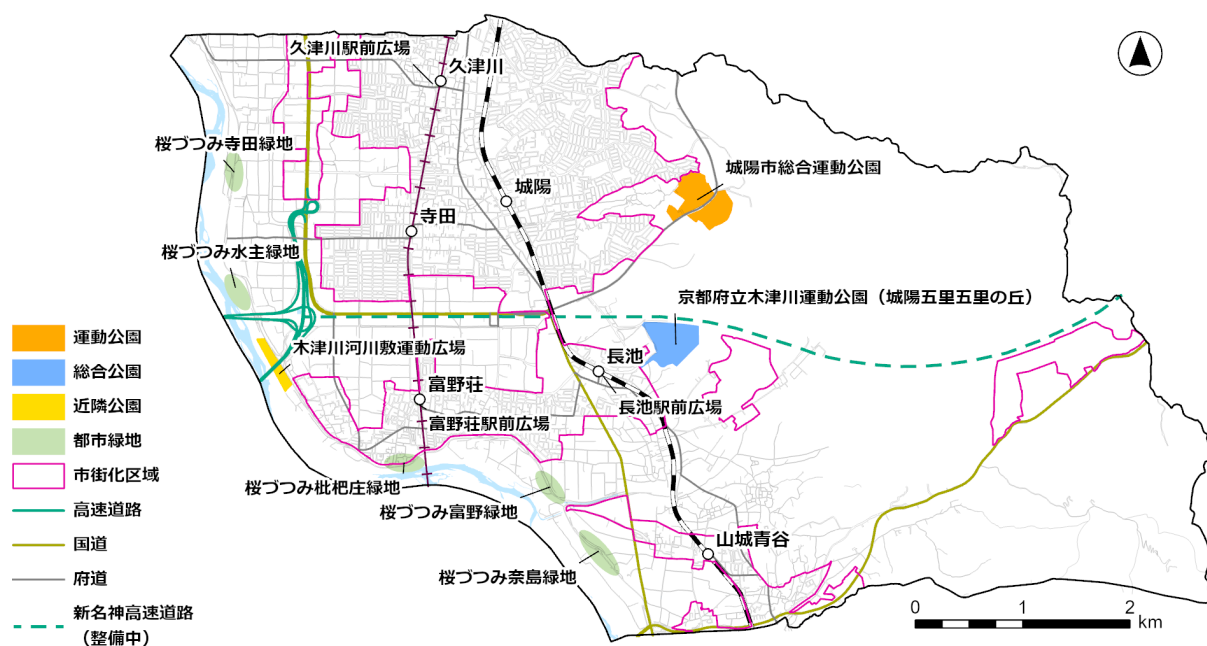 久津川駅前広場
久津川
桜づつみ寺田緑地
城陽市総合運動公園
城陽
寺田
桜づつみ水主緑地
京都府立木津川運動公園（城陽五里五里の丘）
木津川河川敷運動広場
長池
富野荘
長池駅前広場
富野荘駅前広場
桜づつみ枇杷庄緑地
桜づつみ富野緑地
山城青谷
桜づつみ奈島緑地
運動公園
総合公園
近隣公園
都市緑地
市街化区域
高速道路
国道
府道
新名神高速道路
（整備中）
0 1 2
km